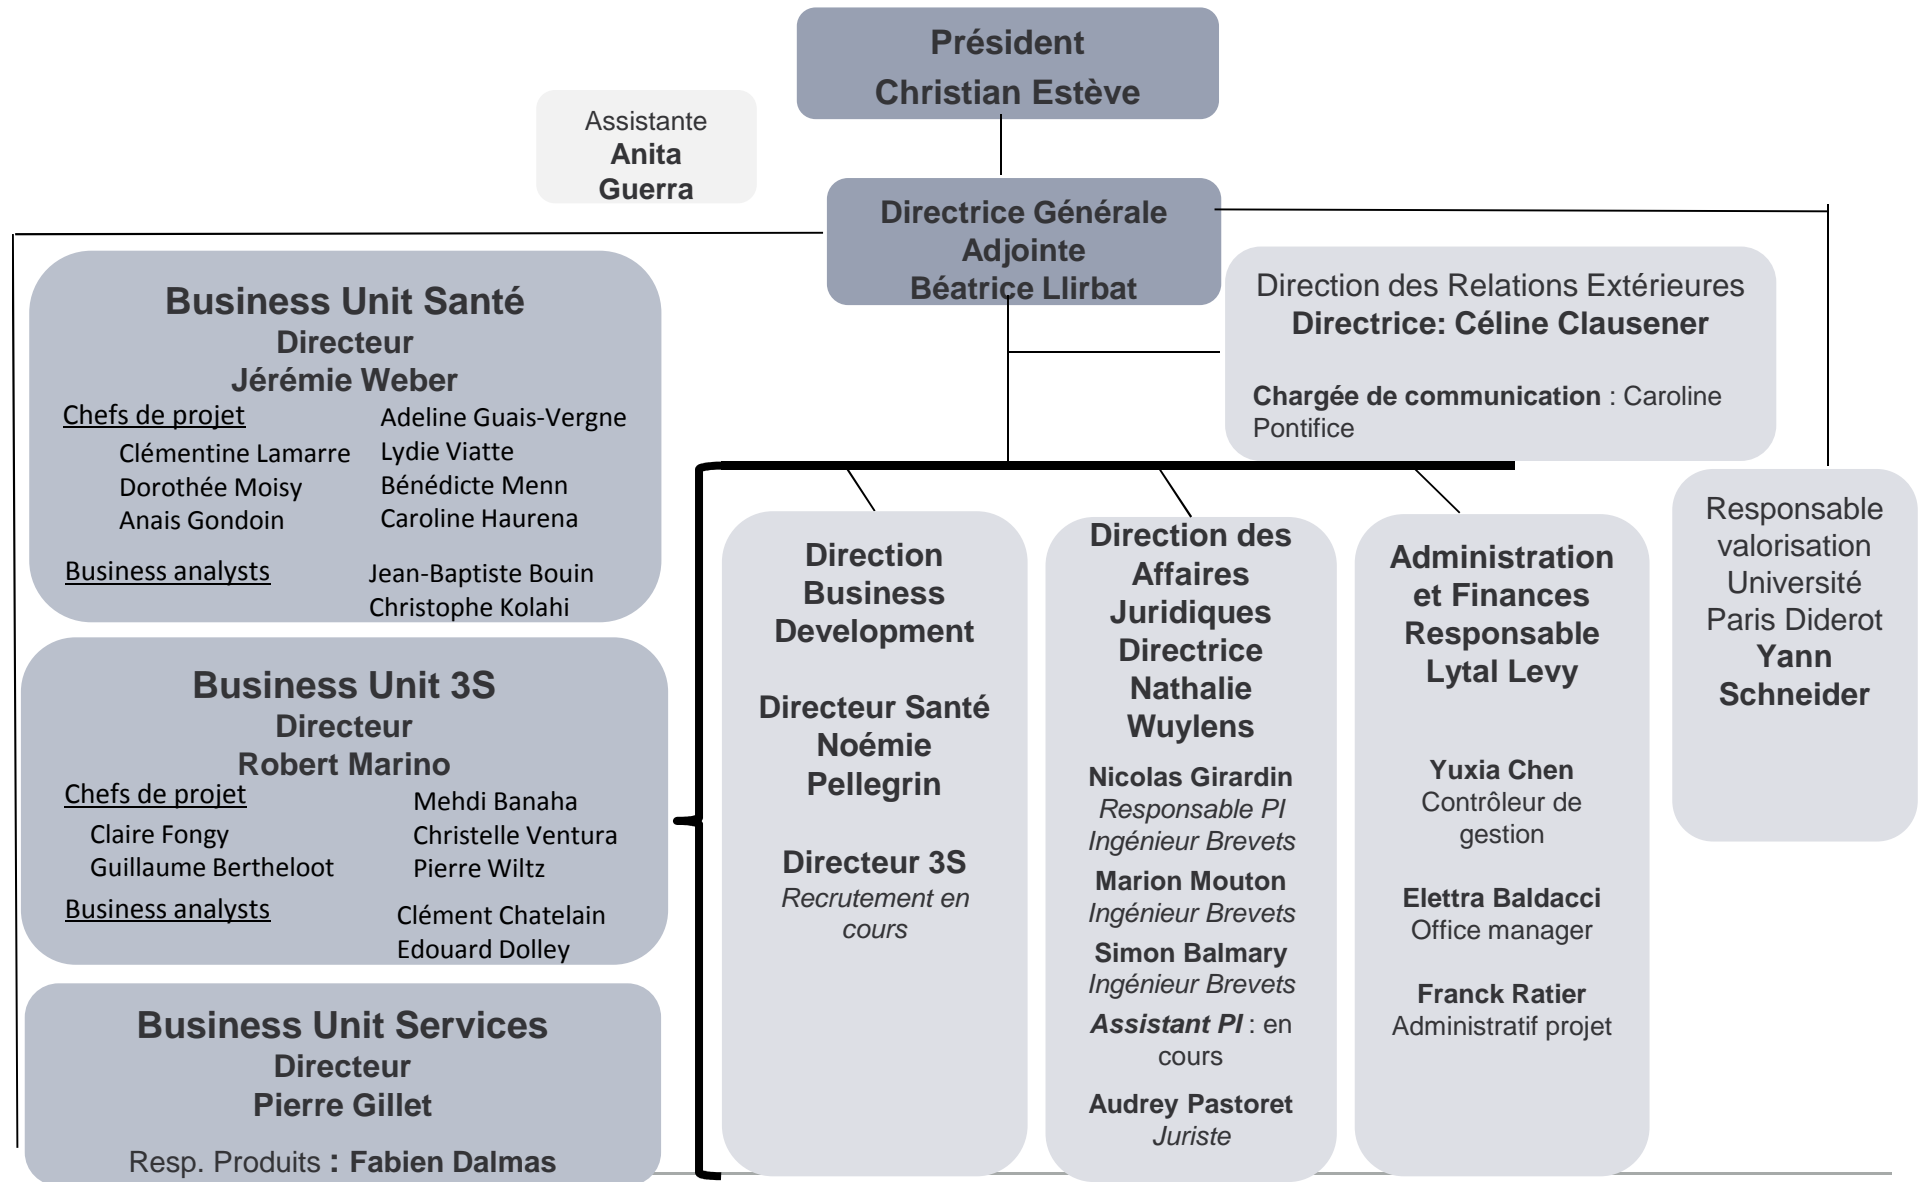 Président
Christian Estève
Assistante
Anita
Guerra
Directrice Générale
Adjointe
Béatrice Llirbat
Direction des Relations Extérieures
Directrice: Céline Clausener
Chargée de communication : Caroline
Pontifice
Business Unit Santé
Directeur
Jérémie Weber
Chefs de projet
Clémentine Lamarre
Dorothée Moisy
Anais Gondoin
Adeline Guais-Vergne
Lydie Viatte
Bénédicte Menn
Caroline Haurena
Business analysts
Jean-Baptiste Bouin
Christophe Kolahi
Business Unit 3S
Directeur
Robert Marino
Chefs de projet
Claire Fongy
Guillaume Bertheloot
Mehdi Banaha
Christelle Ventura
Pierre Wiltz
Business analysts
Clément Chatelain
Edouard Dolley
Business Unit Services
Directeur
Pierre Gillet
Resp. Produits : Fabien Dalmas
Direction
Business
Development
Directeur Santé
Noémie
Pellegrin
Directeur 3S
Recrutement en
cours
Direction des
Affaires
Juridiques
Directrice
Nathalie
Wuylens
Nicolas Girardin
Responsable PI
Ingénieur Brevets
Marion Mouton
Ingénieur Brevets
Simon Balmary
Ingénieur Brevets
Assistant PI : en
cours
Audrey Pastoret
Juriste
Administration
et Finances
Responsable
Lytal Levy
Yuxia Chen
Contrôleur de
gestion
Elettra Baldacci
Office manager
Franck Ratier
Administratif projet
Responsable
valorisation
Université
Paris Diderot
Yann
Schneider